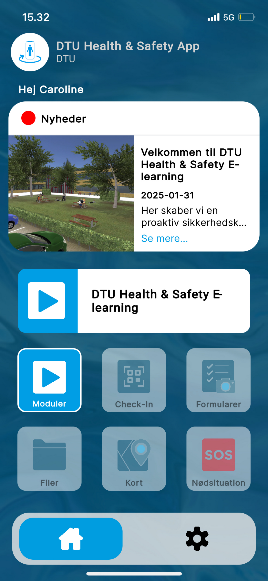 15.32
5G
DTU Health & Safety App
DTU
Hej Caroline
Nyheder
Velkommen til DTU
Health & Safety E-
learning
2025-01-31
Her skaber vi en
proaktiv sikkerhedsk...
Se mere...
DTU Health & Safety E-
learning
Moduler
Check-In
Formularer
Filer
Kort
SOS
Nødsituation